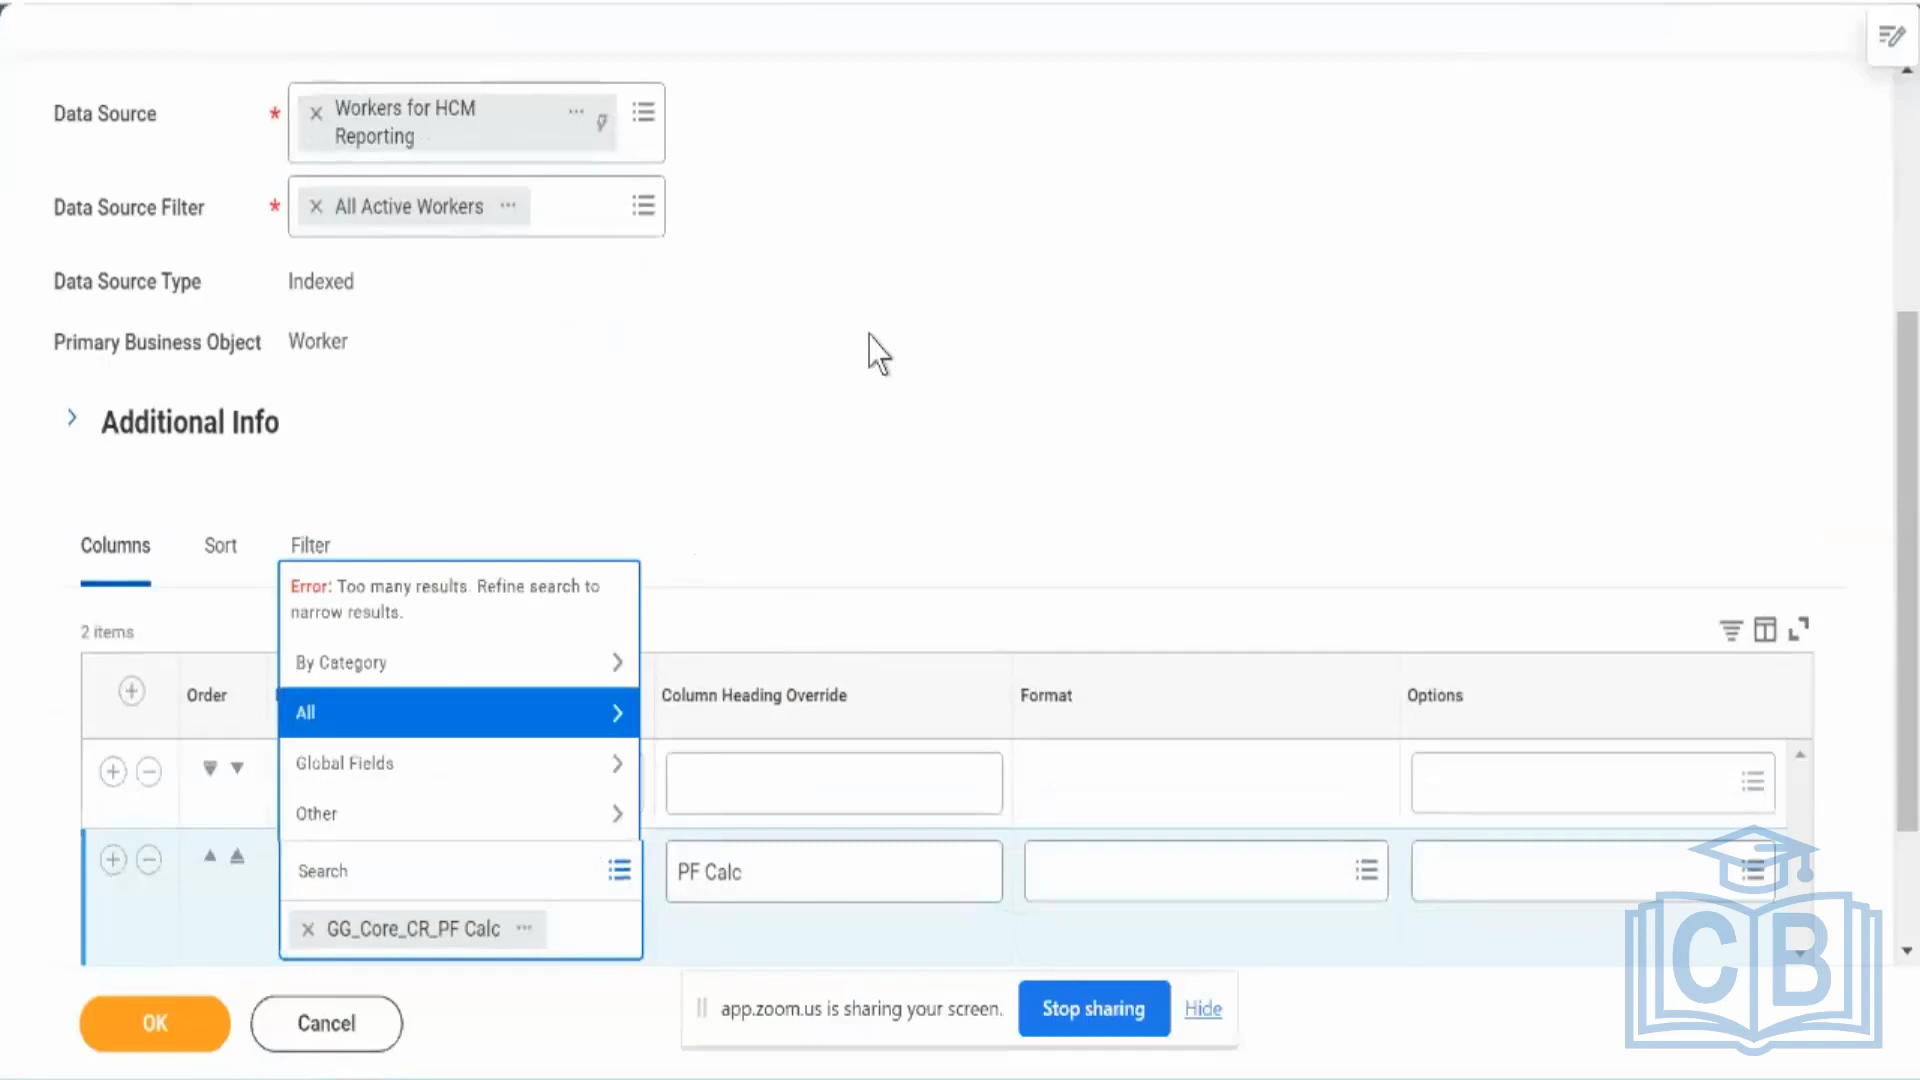 Data Source * Workers for HCM
Reporting
Data Source Filter * All Active Workers
Data Source Type Indexed
Primary Business Object Worker
Additional Info
Columns Sort Filter
Error: Too many results. Refine search to
narrow results.
2 items
By Category
Order Column Heading Override Format Options
All
Global Fields
Other
Search PF Calc
GG_Core_CR_PF Calc
OK Cancel app.zoom.us is sharing your screen. Stop sharing Hide
CB